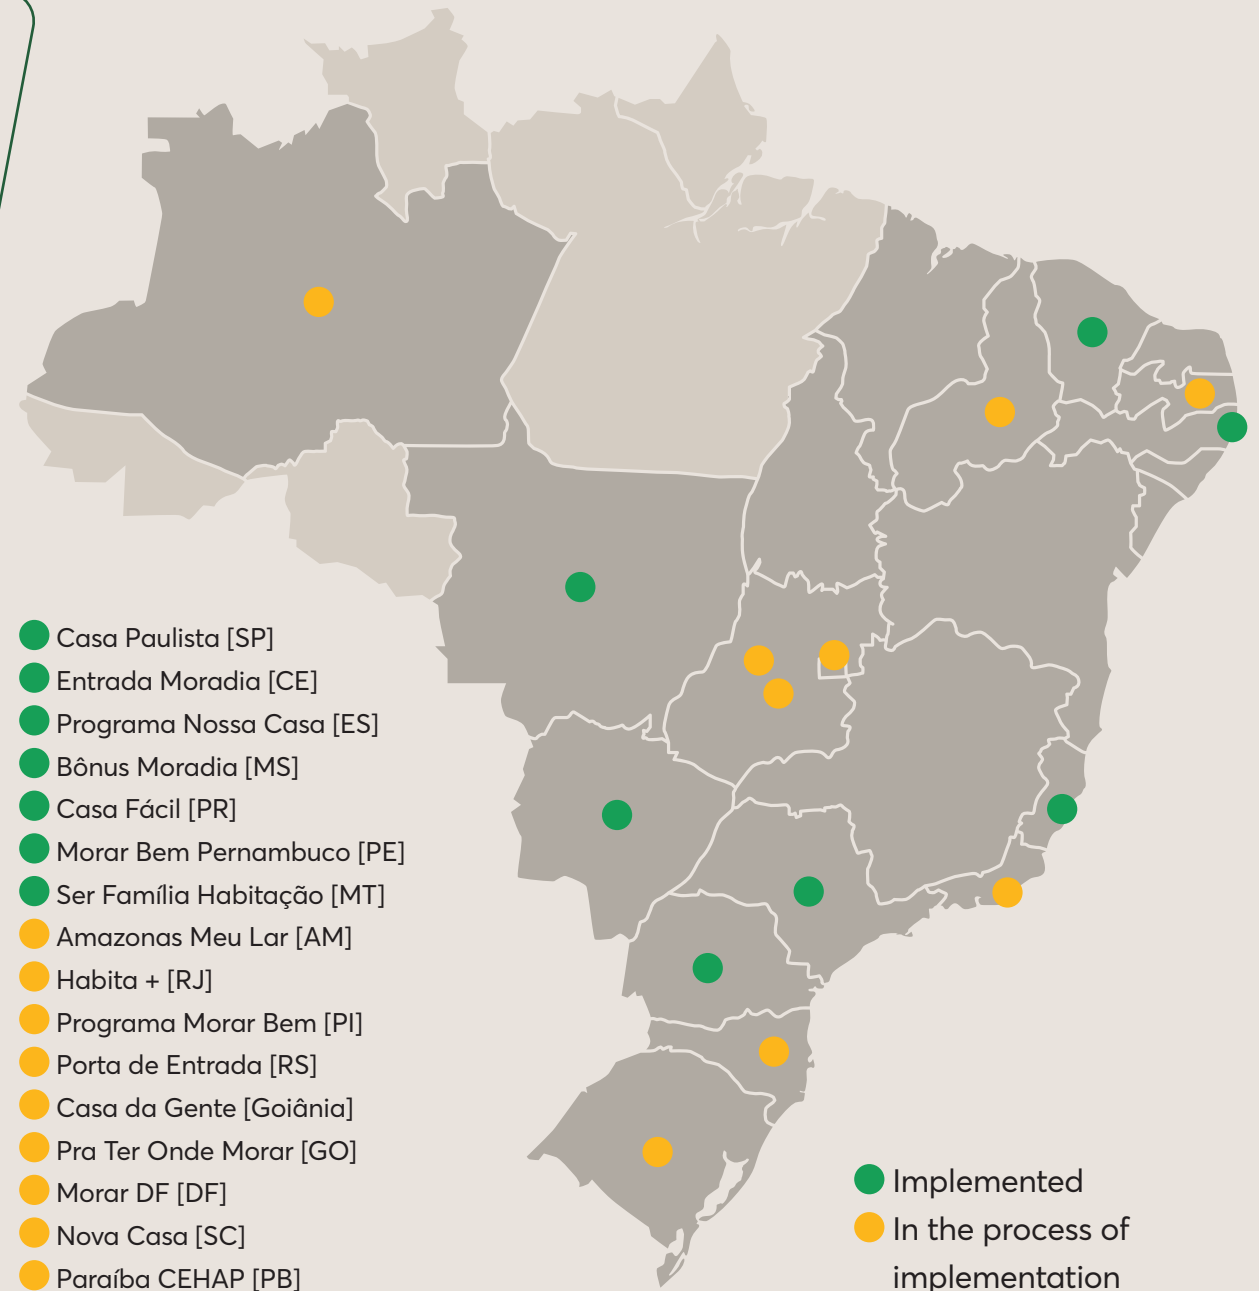 Casa Paulista [SP]
Entrada Moradia [CE]
Programa Nossa Casa [ES]
Bônus Moradia [MS]
Casa Fácil [PR]
Morar Bem Pernambuco [PE]
Ser Família Habitação [MT]
Amazonas Meu Lar [AM]
Habita + [RJ]
Programa Morar Bem [PI]
Porta de Entrada [RS]
Casa da Gente [Goiânia]
Pra Ter Onde Morar [GO]
Morar DF [DF]
Nova Casa [SC]
Paraíba CEHAP [PB]
Implemented
In the process of
implementation